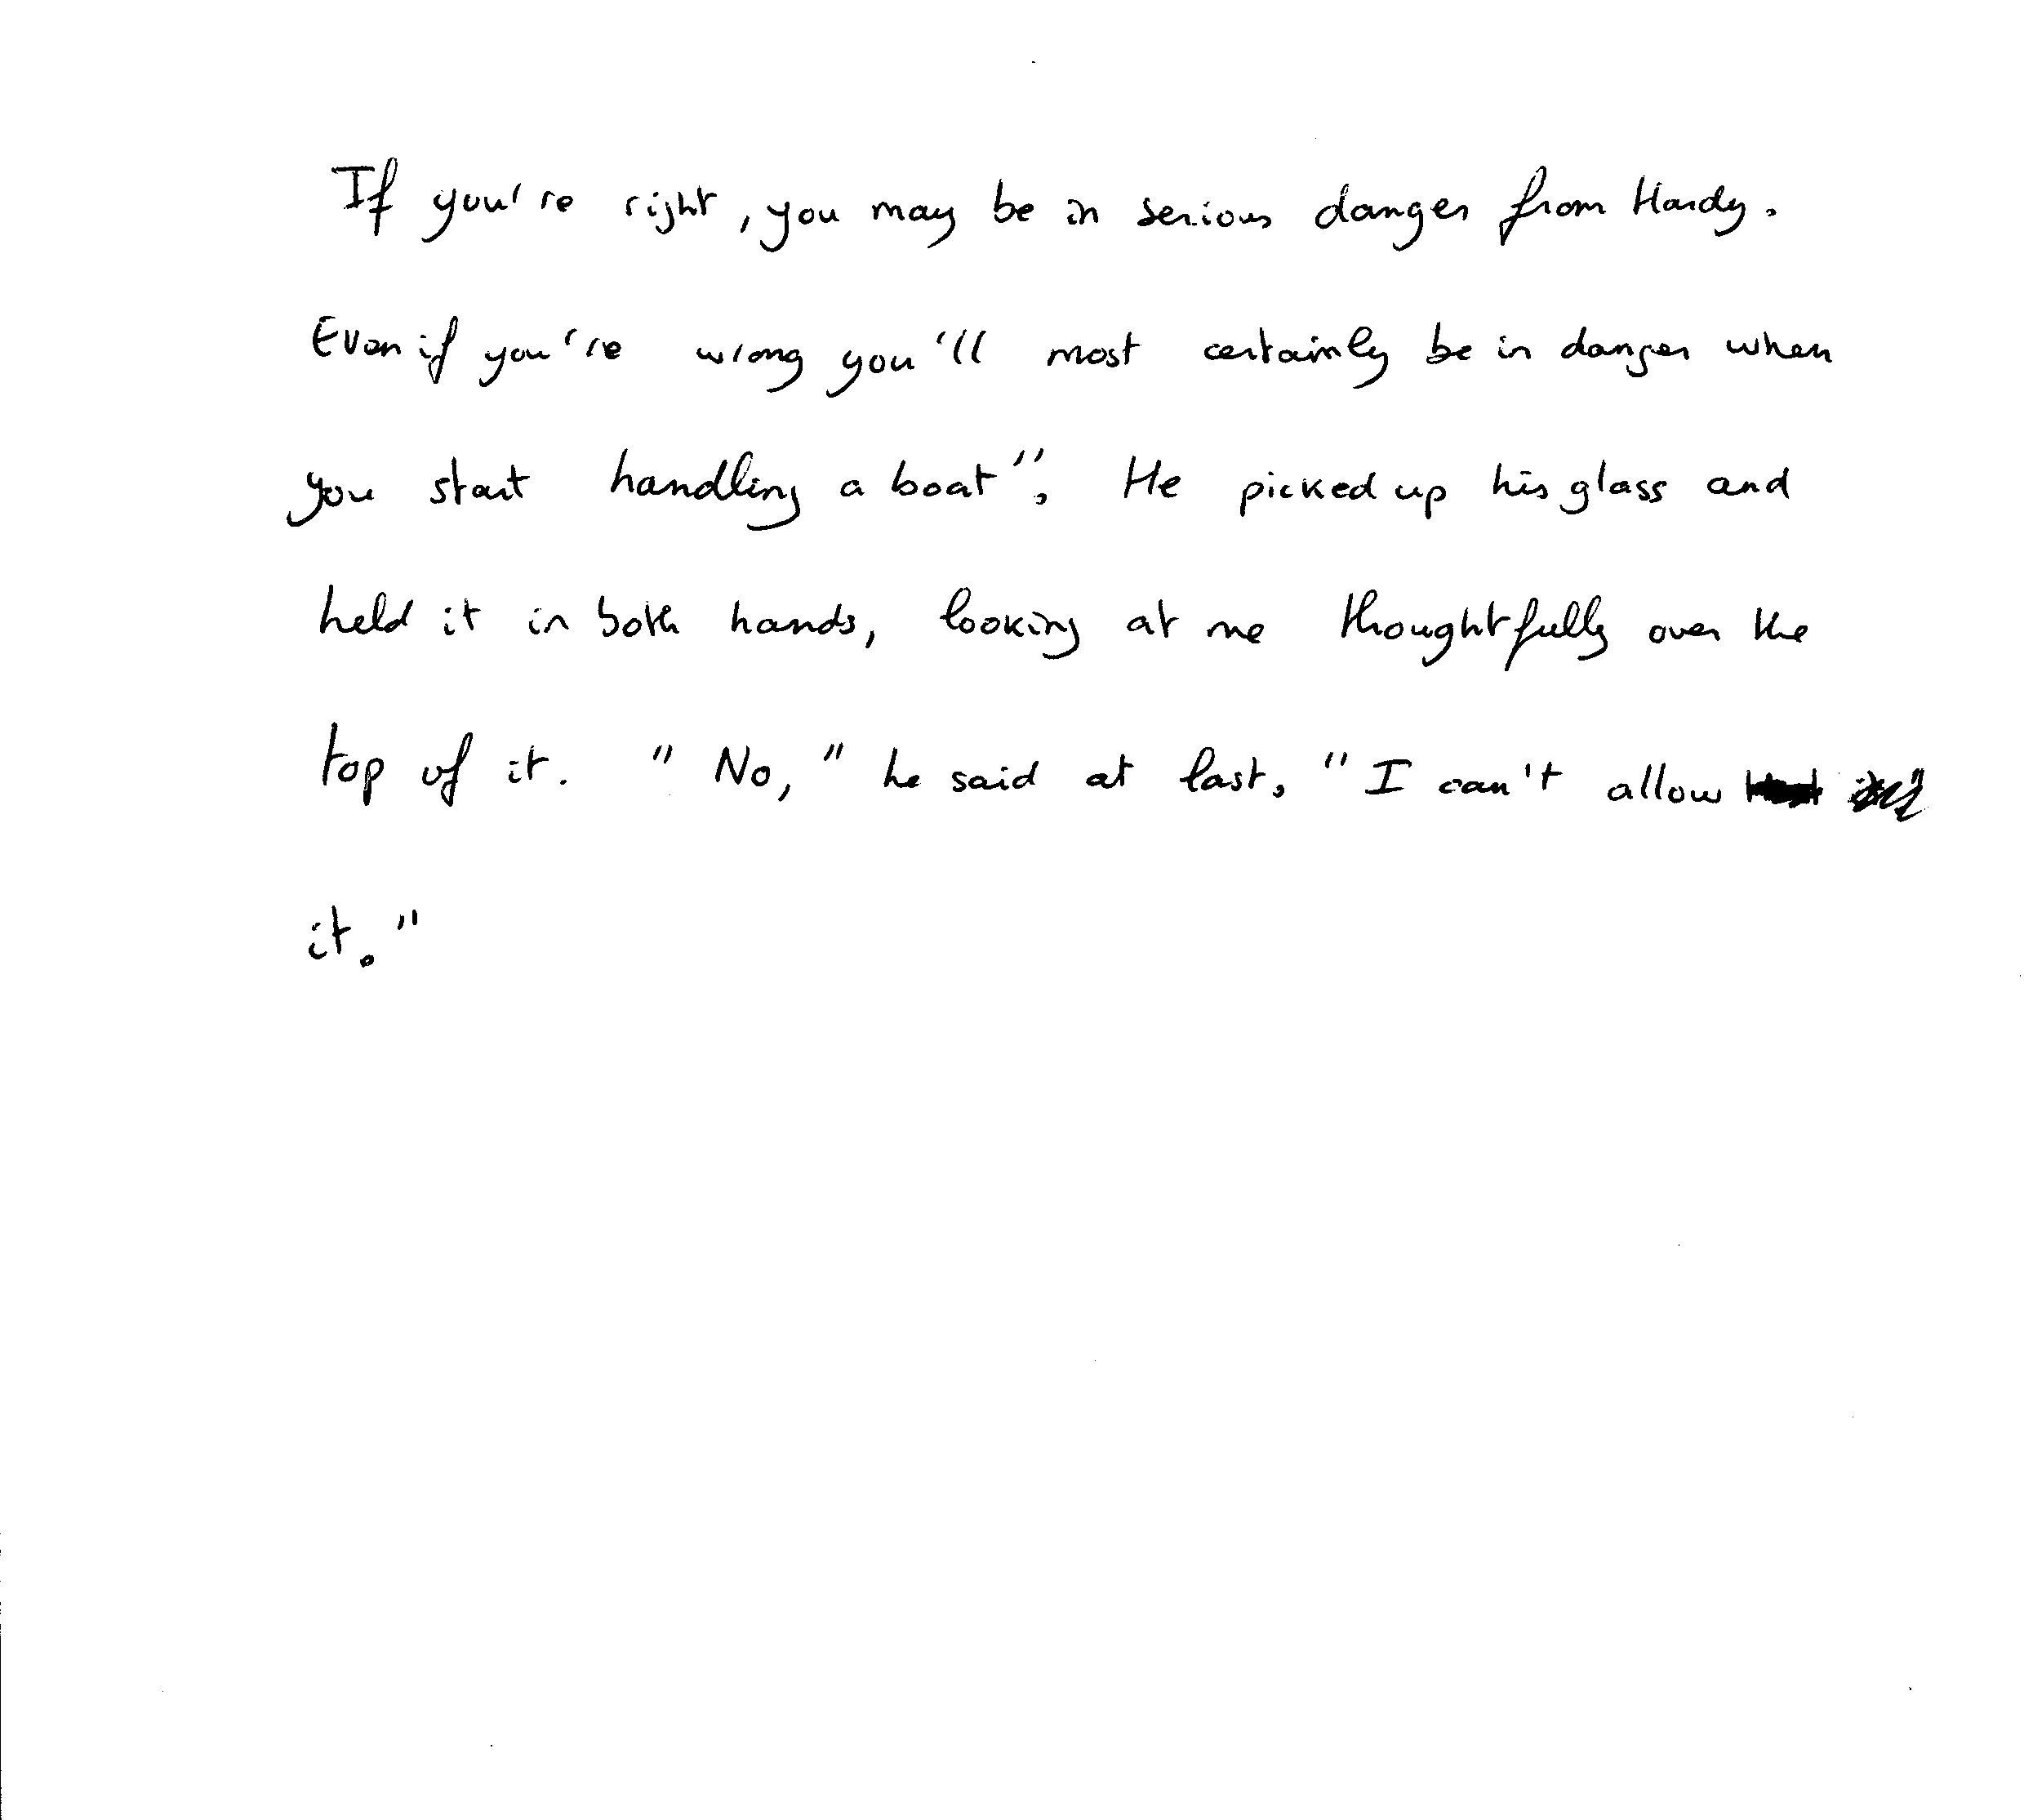 If you're right, you may be in serious danger from Hardy.
Even if you're wrong you'll most certainly be in danger when
you start handling a boat". He picked up his glass and
held it in both hands, looking at me thoughtfully over the
top of it. "No," he said at last. "I can't allow
it."